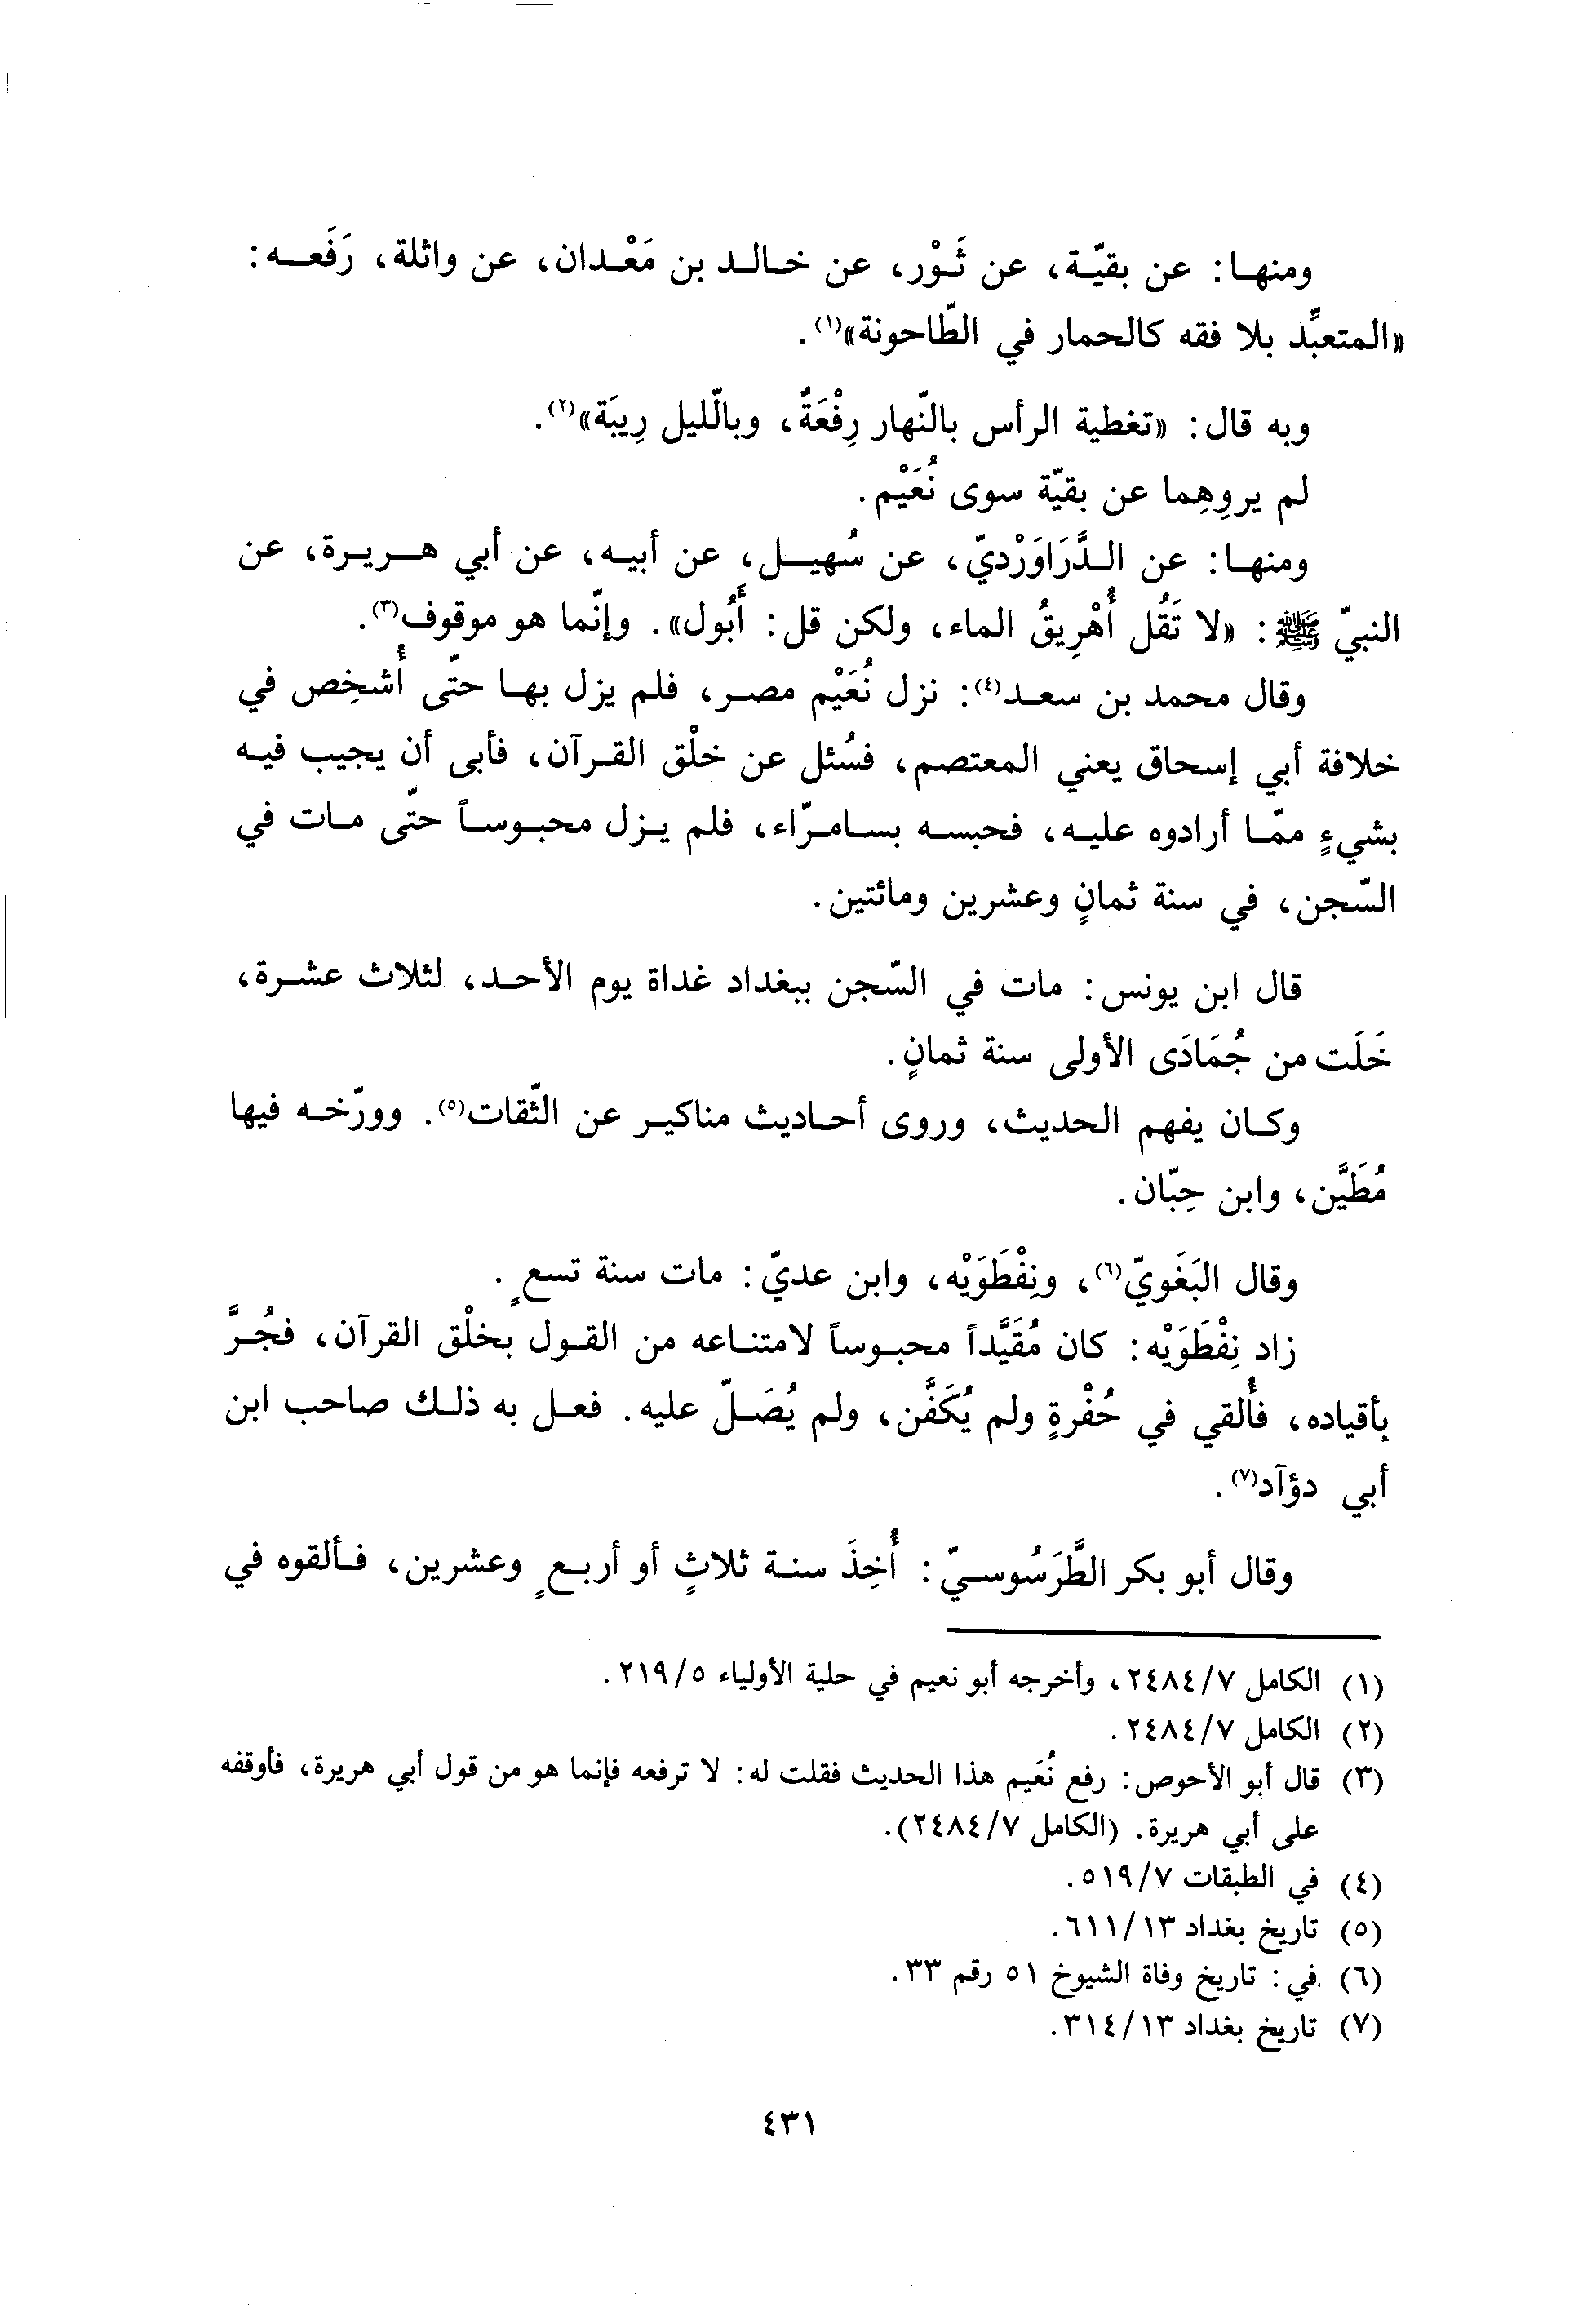 ومنها: عن بقيّة، عن ثَوْر، عن خالد بن مَعْدان، عن واثلة، رَفَعه:
«المتعبِّد بلا فقه كالحمار في الطّاحونة»(١).
وبه قال: «تغطية الرأس بالنّهار رِفْعَةٌ، وبالّليل رِيبَة»(٢).
لم يروِهِما عن بقيّة سوى نُعَيْم.
ومنها: عن الدَّرَاوَرْديّ، عن سُهيل، عن أبيه، عن أبي هريرة، عن
النبيّ ﷺ: «لا تَقُل أُهْرِيقُ الماء، ولكن قل: أَبُول». وإنّما هو موقوف(٣).
وقال محمد بن سعد(٤): نزل نُعَيْم مصر، فلم يزل بها حتّى أُشخِص في
خلافة أبي إسحاق يعني المعتصم، فسُئل عن خلْق القرآن، فأبى أن يجيب فيه
بشيءٍ ممّا أرادوه عليه، فحبسه بسامرّاء، فلم يزل محبوساً حتّى مات في
السّجن، في سنة ثمانٍ وعشرين ومائتين.
قال ابن يونس: مات في السّجن ببغداد غداة يوم الأحد، لثلاث عشرة،
خَلَت من جُمَادَى الأولى سنة ثمانٍ.
وكان يفهم الحديث، وروى أحاديث مناكير عن الثّقات(٥). وورّخه فيها
مُطَيَّن، وابن حِبّان.
وقال البَغَويّ(٦)، ونِفْطَوَيْه، وابن عديّ: مات سنة تسعٍ.
زاد نِفْطَوَيْه: كان مُقَيَّداً محبوساً لامتناعه من القول بخلْق القرآن، فجُرَّ
بأقياده، فأُلقي في حُفْرةٍ ولم يُكَفَّن، ولم يُصَلّ عليه. فعل به ذلك صاحب ابن
أبي دؤآد(٧).
وقال أبو بكر الطَّرَسُوسيّ: أُخِذَ سنة ثلاثٍ أو أربعٍ وعشرين، فألقوه في
(١) الكامل ٢٤٨٤/٧، وأخرجه أبو نعيم في حلية الأولياء ٢١٩/٥.
(٢) الكامل ٢٤٨٤/٧.
(٣) قال أبو الأحوص: رفع نُعَيم هذا الحديث فقلت له: لا ترفعه فإنما هو من قول أبي هريرة، فأوقفه
على أبي هريرة. (الكامل ٢٤٨٤/٧).
(٤) في الطبقات ٥١٩/٧.
(٥) تاريخ بغداد ٦١١/١٣.
(٦) في: تاريخ وفاة الشيوخ ٥١ رقم ٣٣.
(٧) تاريخ بغداد ٣١٤/١٣.
٤٣١